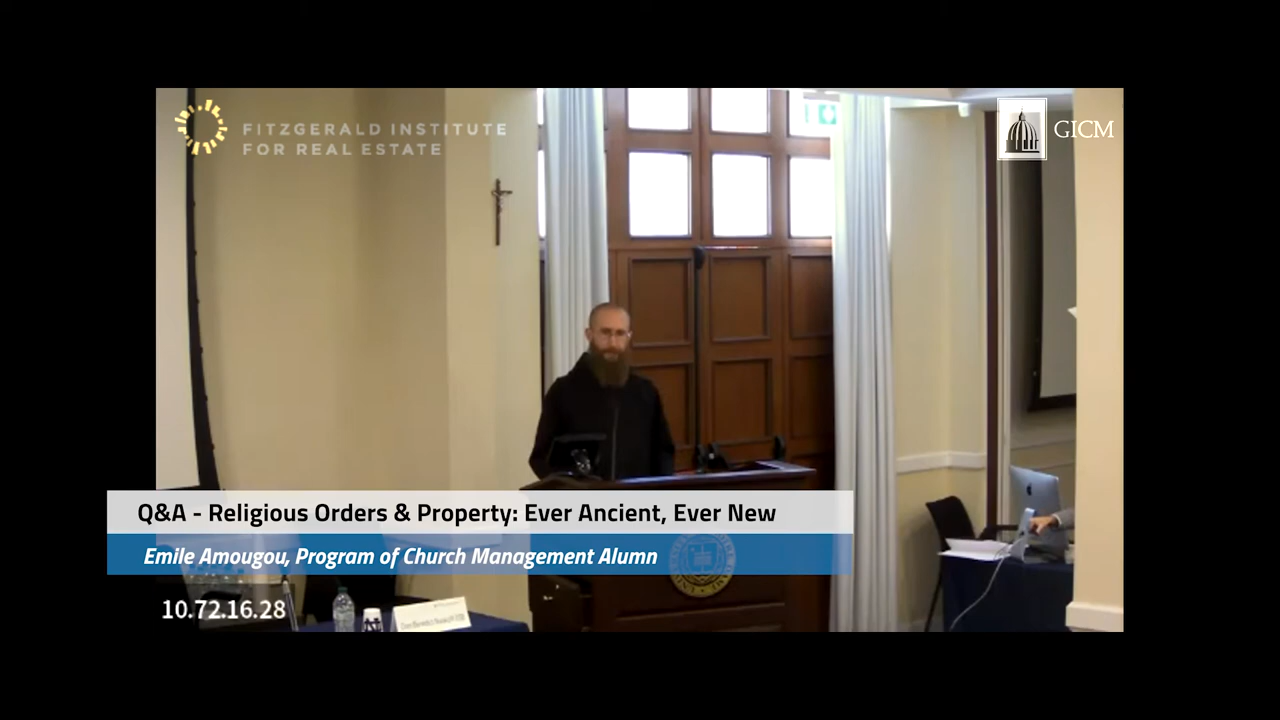 FITZGERALD INSTITUTE
FOR REAL ESTATE
GICM
Q&A - Religious Orders & Property: Ever Ancient, Ever New
Emile Amougou, Program of Church Management Alumn
10.72.16.28